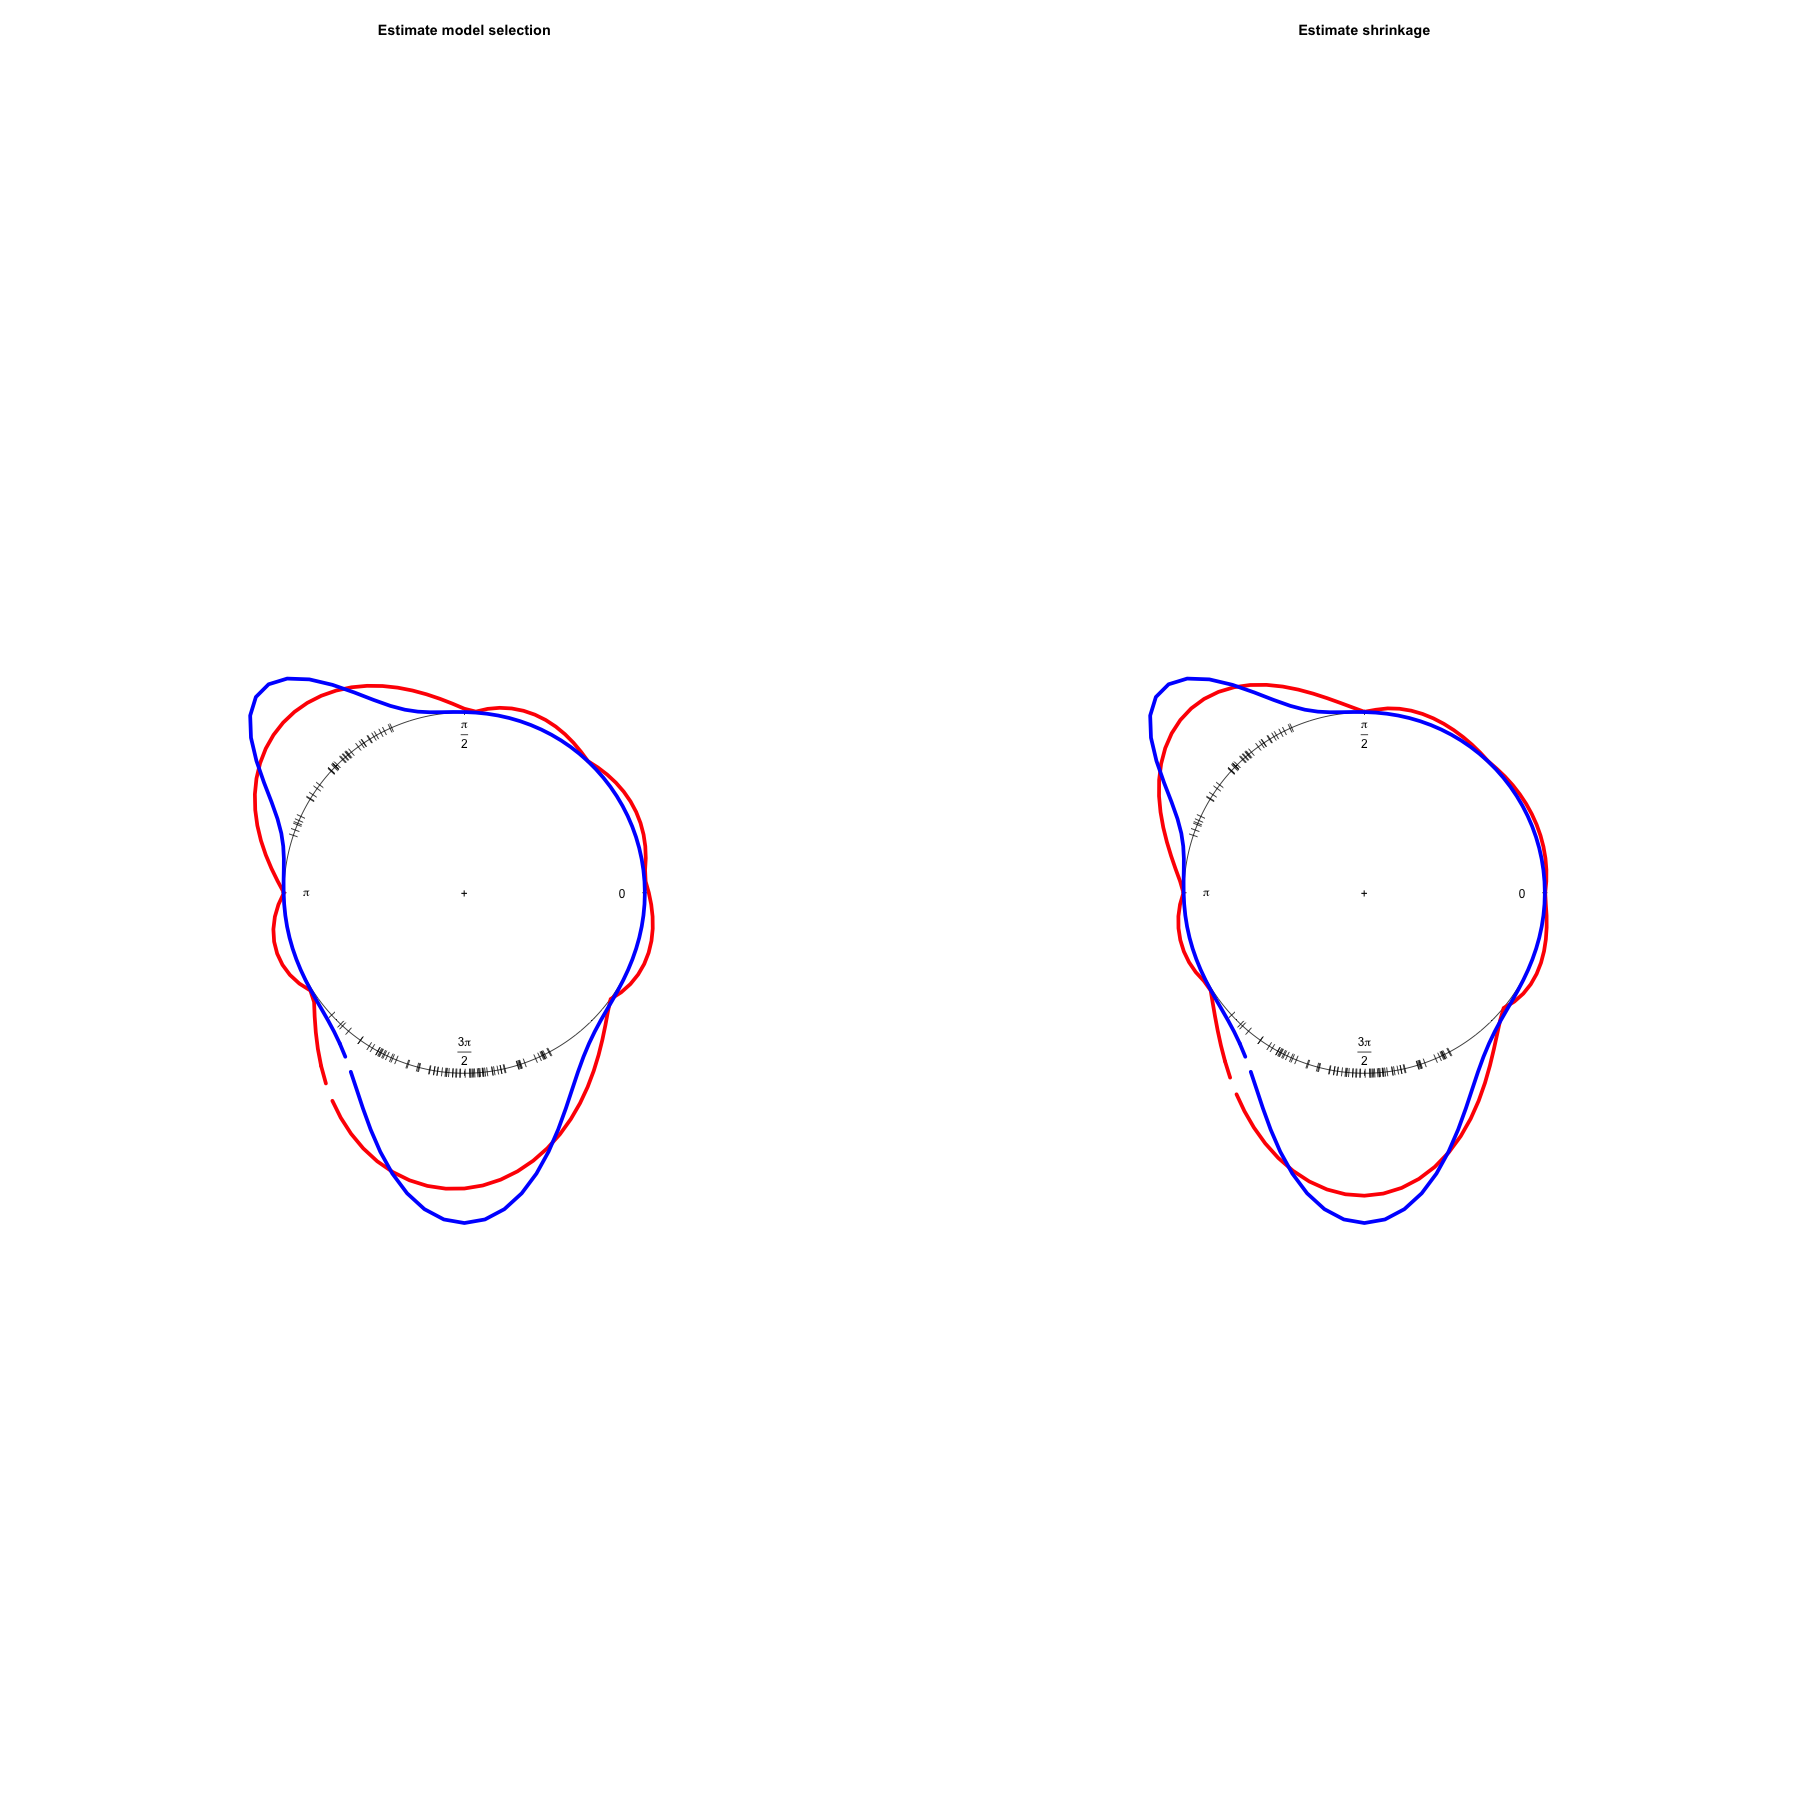 Estimate model selection
Estimate shrinkage
π
2
π
+
0
3π
2
π
2
π
+
0
3π
2